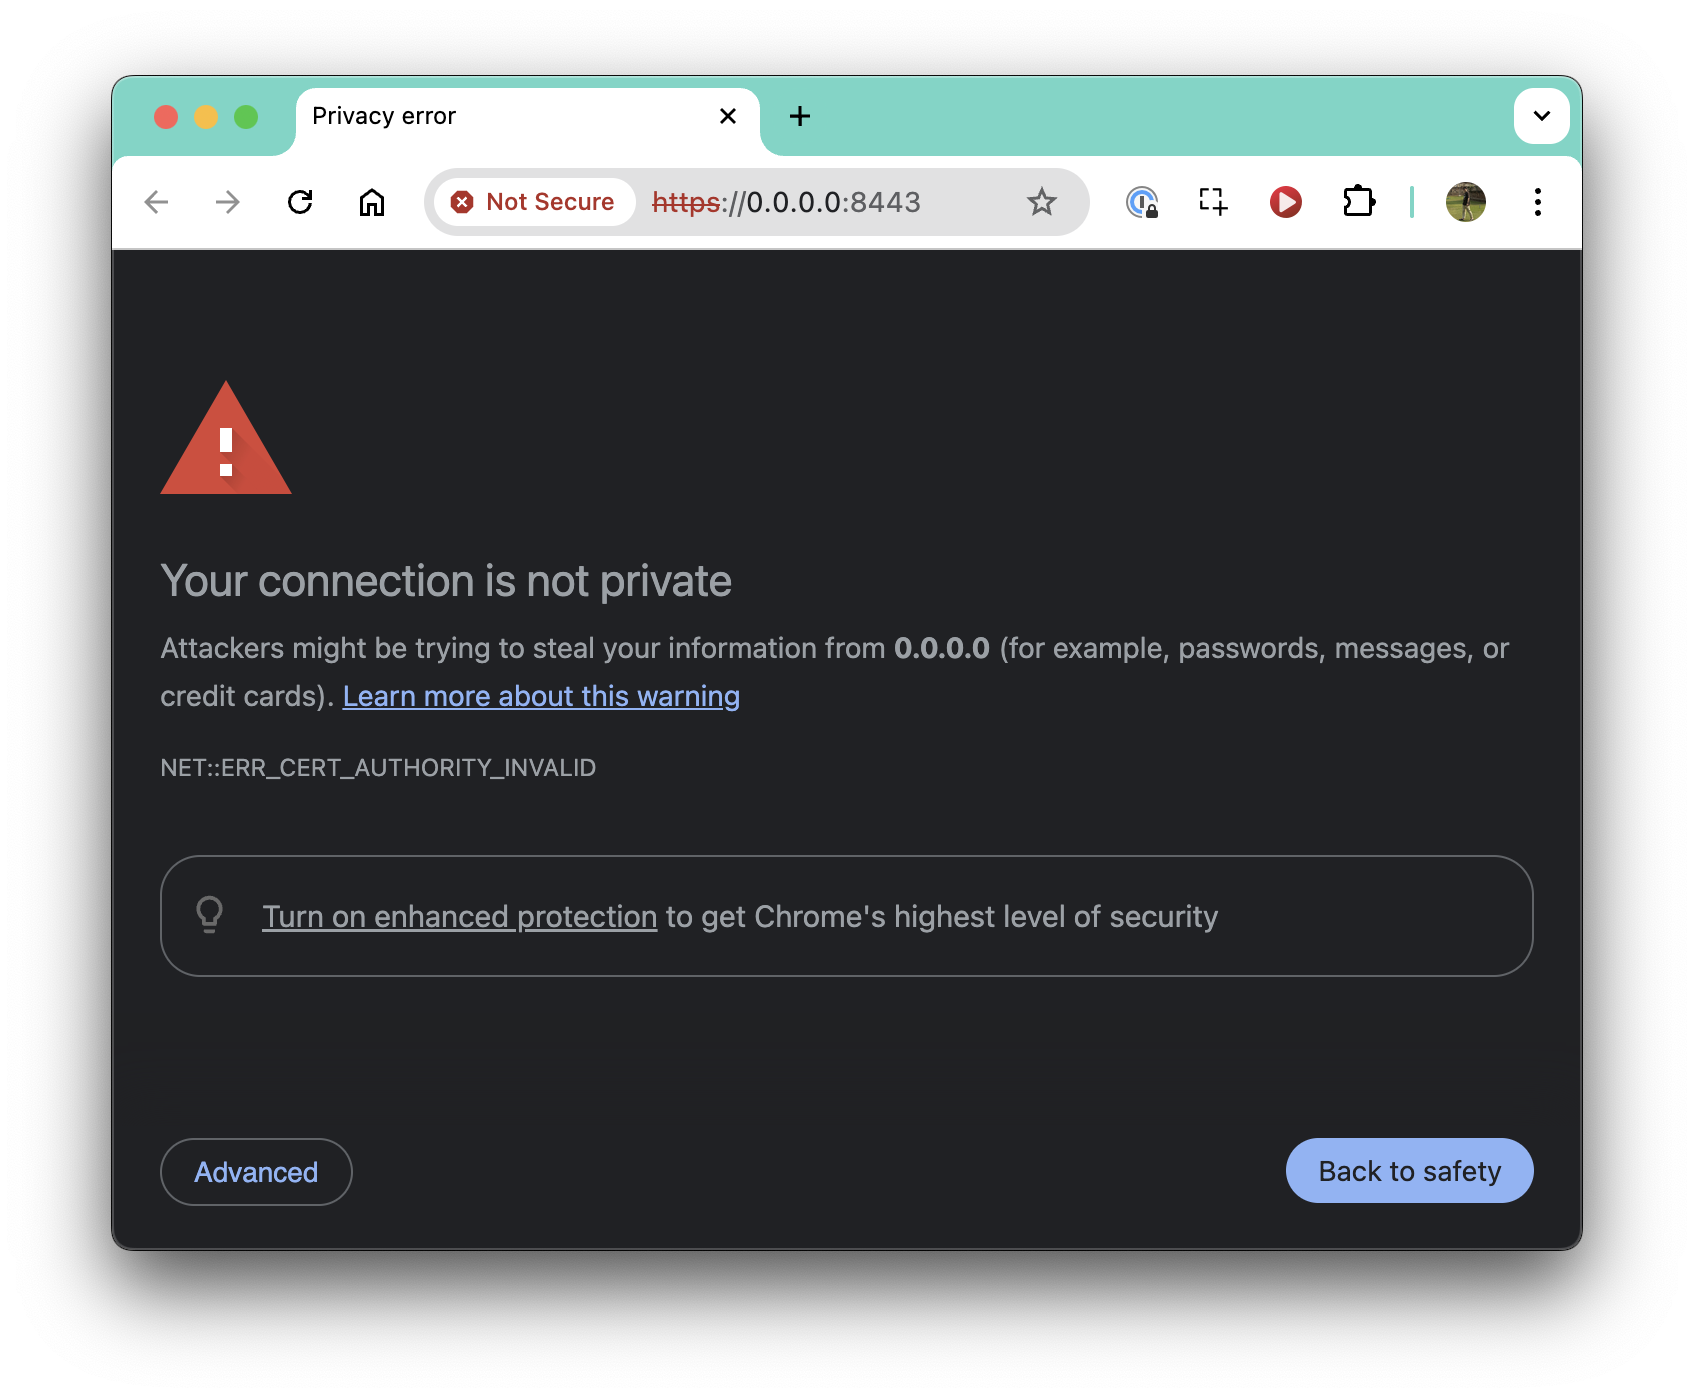 Privacy error
Not Secure https://0.0.0.0:8443
Your connection is not private
Attackers might be trying to steal your information from 0.0.0.0 (for example, passwords, messages, or
credit cards). Learn more about this warning
NET::ERR_CERT_AUTHORITY_INVALID
Turn on enhanced protection to get Chrome's highest level of security
Advanced
Back to safety